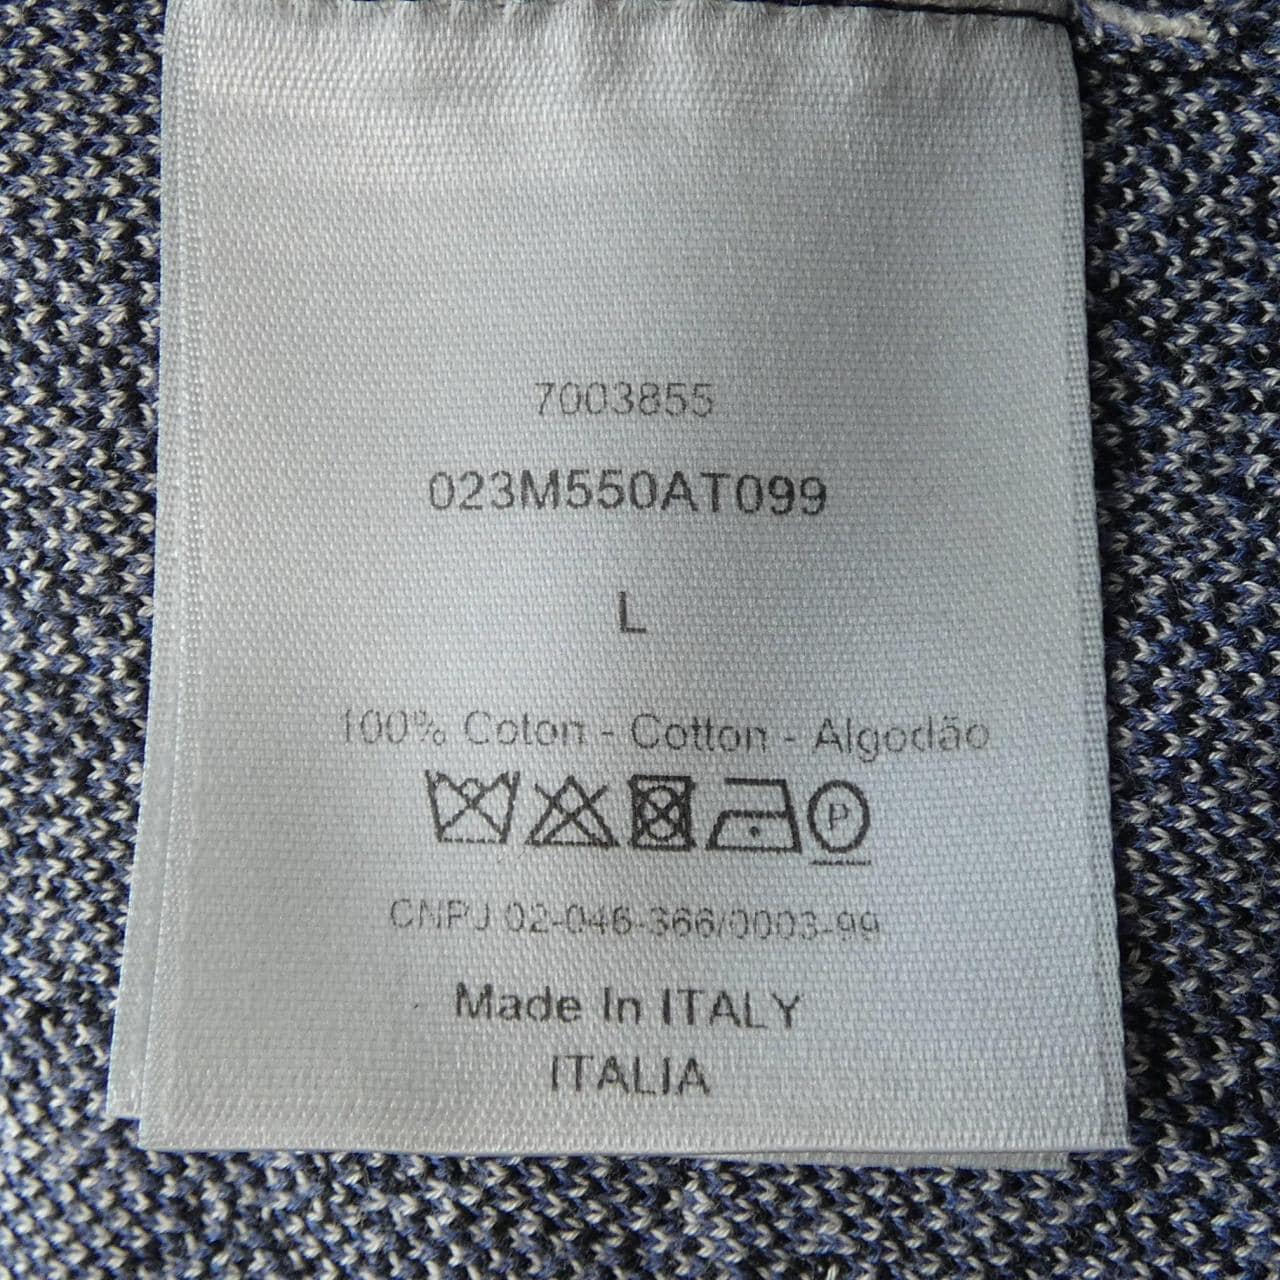 7003855
023M550AT099
L
100% Coton - Cotton - Algodão
P
CNPJ 02-046-366/0003-99
Made In ITALY
ITALIA